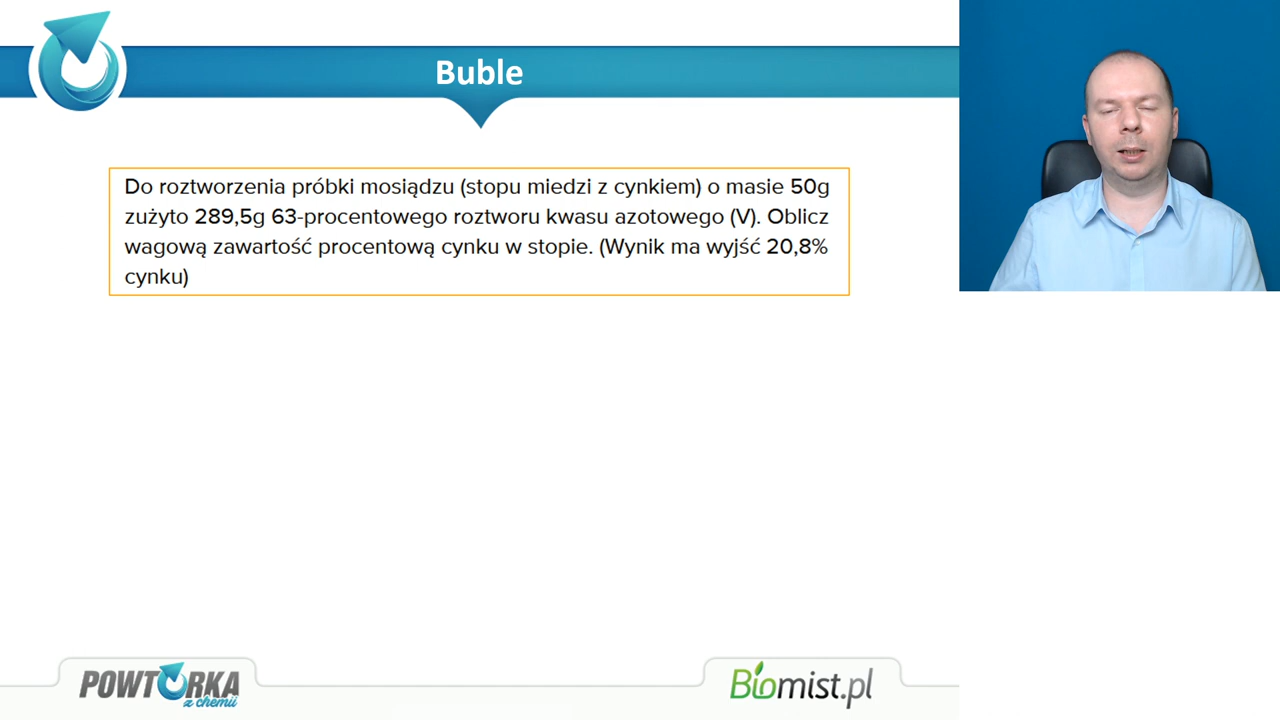 Buble
Do roztworzenia próbki mosiądzu (stopu miedzi z cynkiem) o masie 50g
zużyto 289,5g 63-procentowego roztworu kwasu azotowego (V). Oblicz
wagową zawartość procentową cynku w stopie. (Wynik ma wyjść 20,8%
cynku)
POWTÓRKA
z chemii
Biomist.pl